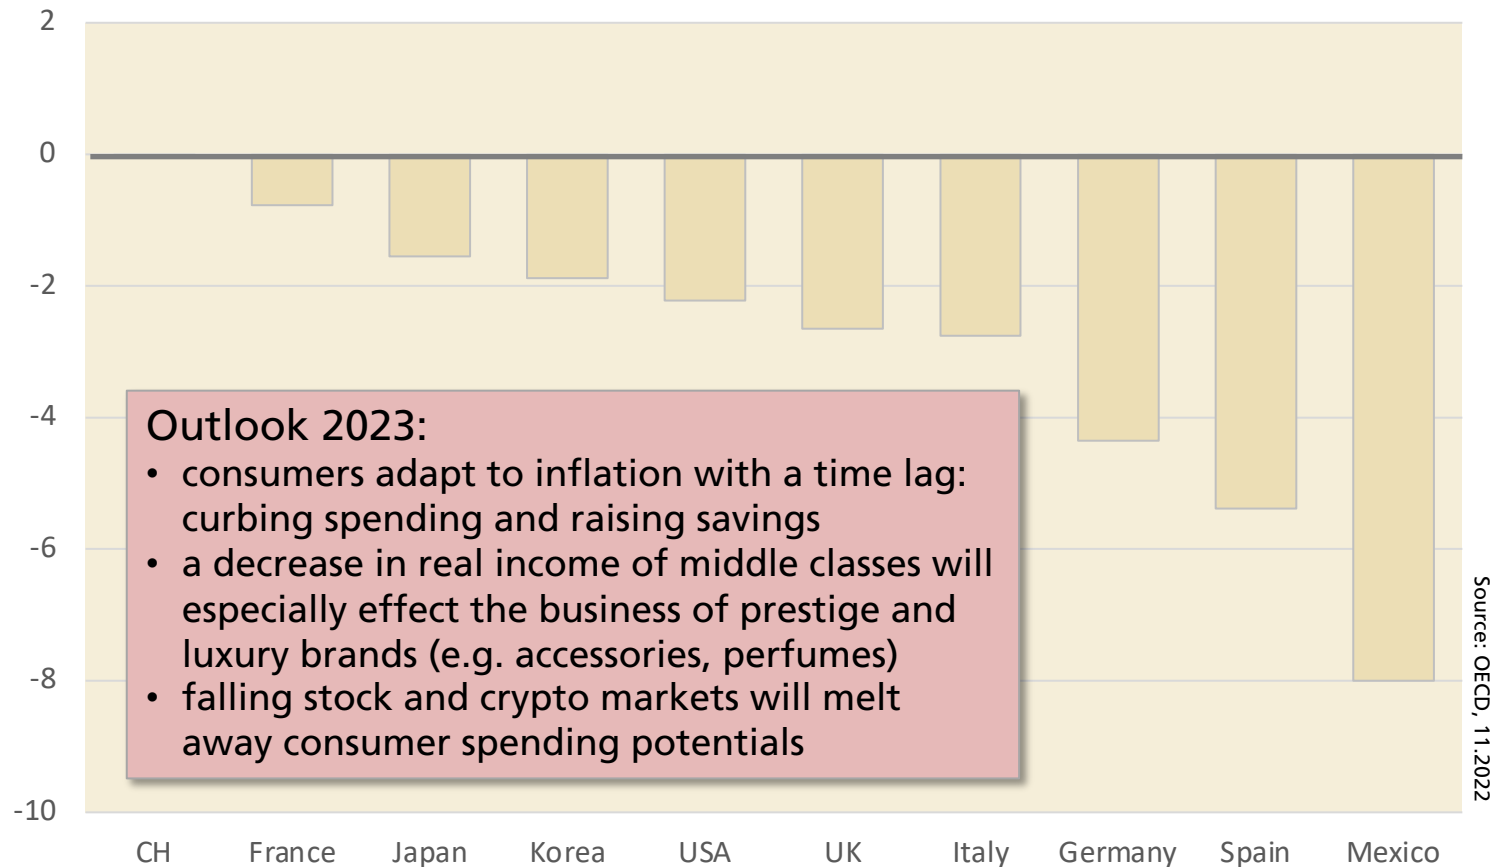 2
0
-2
-4
-6
-8
-10
Outlook 2023:
• consumers adapt to inflation with a time lag:
curbing spending and raising savings
• a decrease in real income of middle classes will
especially effect the business of prestige and
luxury brands (e.g. accessories, perfumes)
• falling stock and crypto markets will melt
away consumer spending potentials
CH France Japan Korea USA UK Italy Germany Spain Mexico
Source: OECD, 11.2022